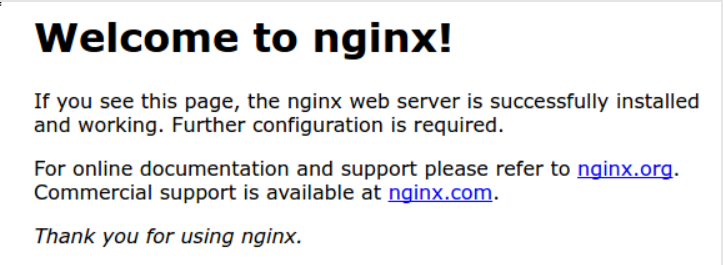 Welcome to nginx!
If you see this page, the nginx web server is successfully installed
and working. Further configuration is required.
For online documentation and support please refer to nginx.org.
Commercial support is available at nginx.com.
Thank you for using nginx.